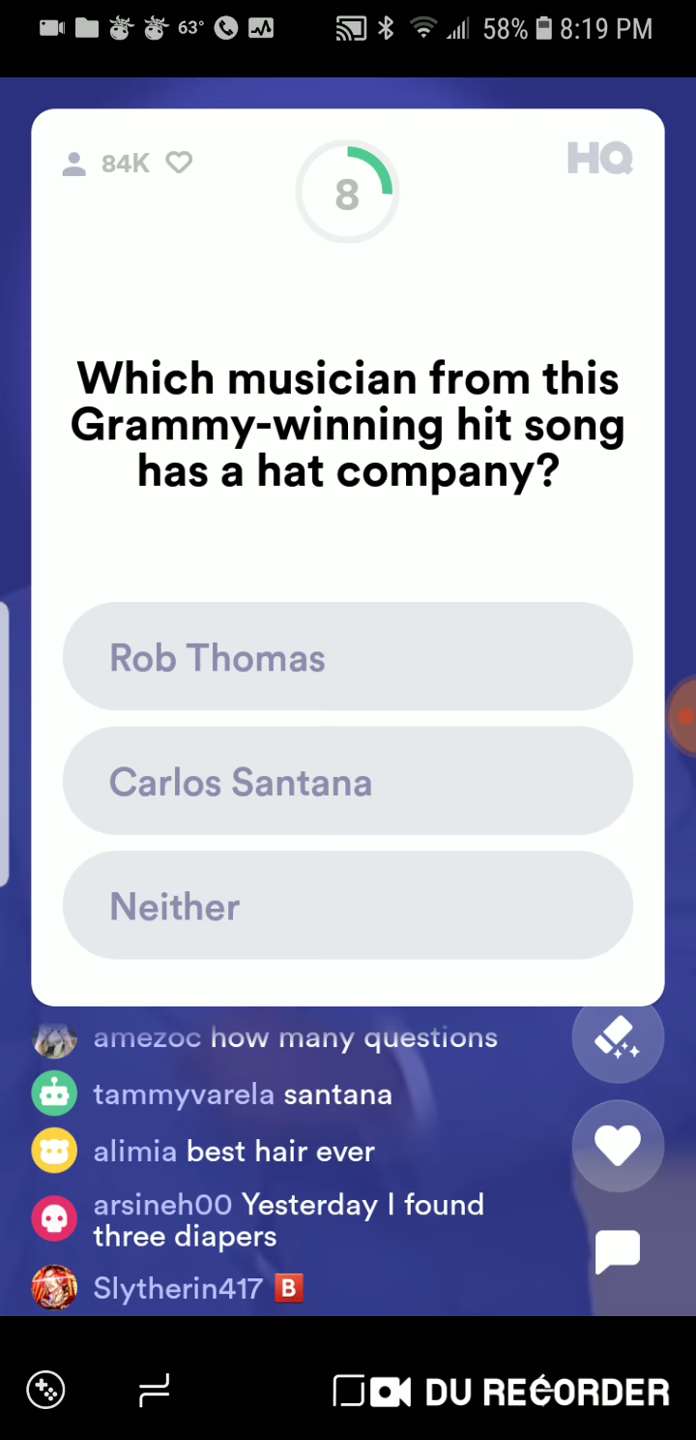 63° 58% 8:19 PM
84K 8 HQ
Which musician from this
Grammy-winning hit song
has a hat company?
Rob Thomas
Carlos Santana
Neither
amezoc how many questions
tammyvarela santana
alimia best hair ever
arsineh00 Yesterday I found
three diapers
Slytherin417 B
DU RECORDER